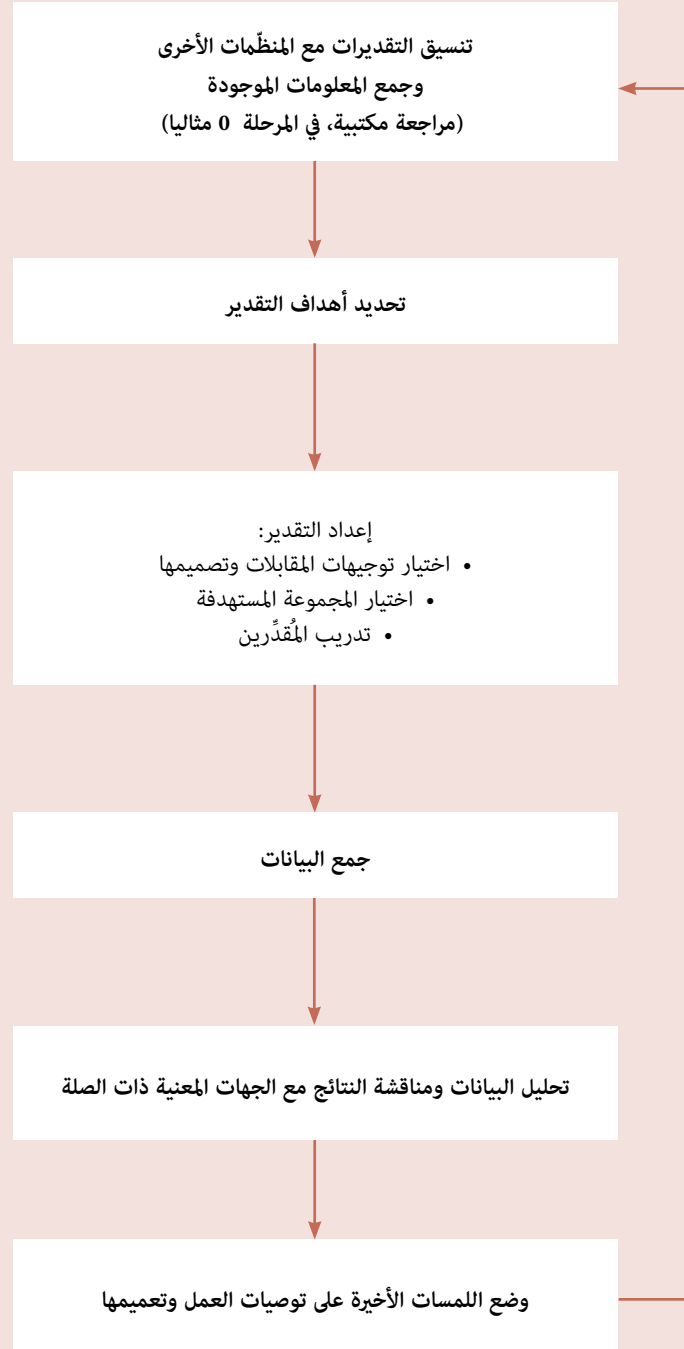 تنسيق التقديرات مع المنظّمات الأخرى
وجمع المعلومات الموجودة
(مراجعة مكتبية، في المرحلة 0 مثاليا)
تحديد أهداف التقدير
إعداد التقدير:
• اختيار توجيهات المقابلات وتصميمها
• اختيار المجموعة المستهدفة
• تدريب المُقدِّرين
جمع البيانات
تحليل البيانات ومناقشة النتائج مع الجهات المعنية ذات الصلة
وضع اللمسات الأخيرة على توصيات العمل وتعميمها